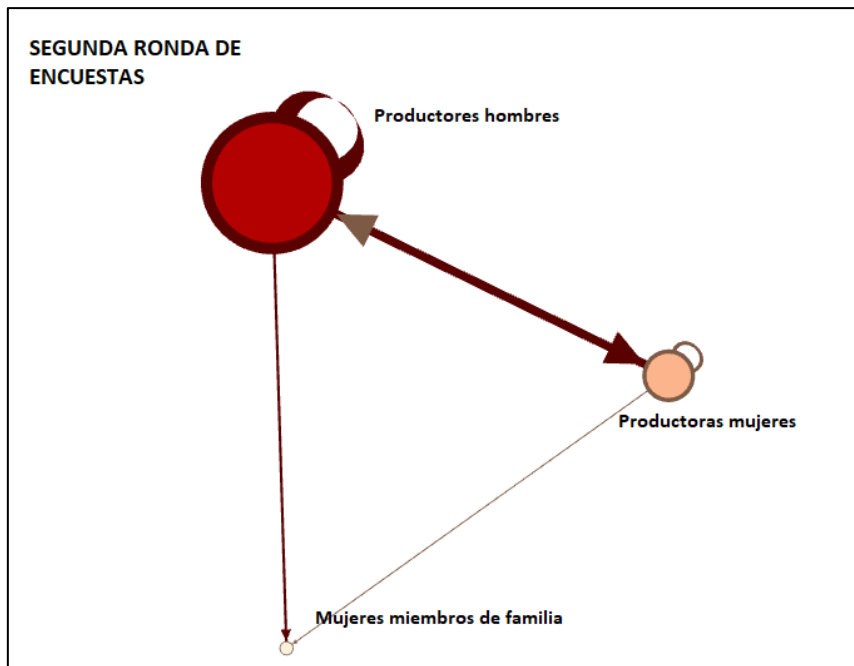 SEGUNDA RONDA DE
ENCUESTAS
Productores hombres
Productoras mujeres
Mujeres miembros de familia